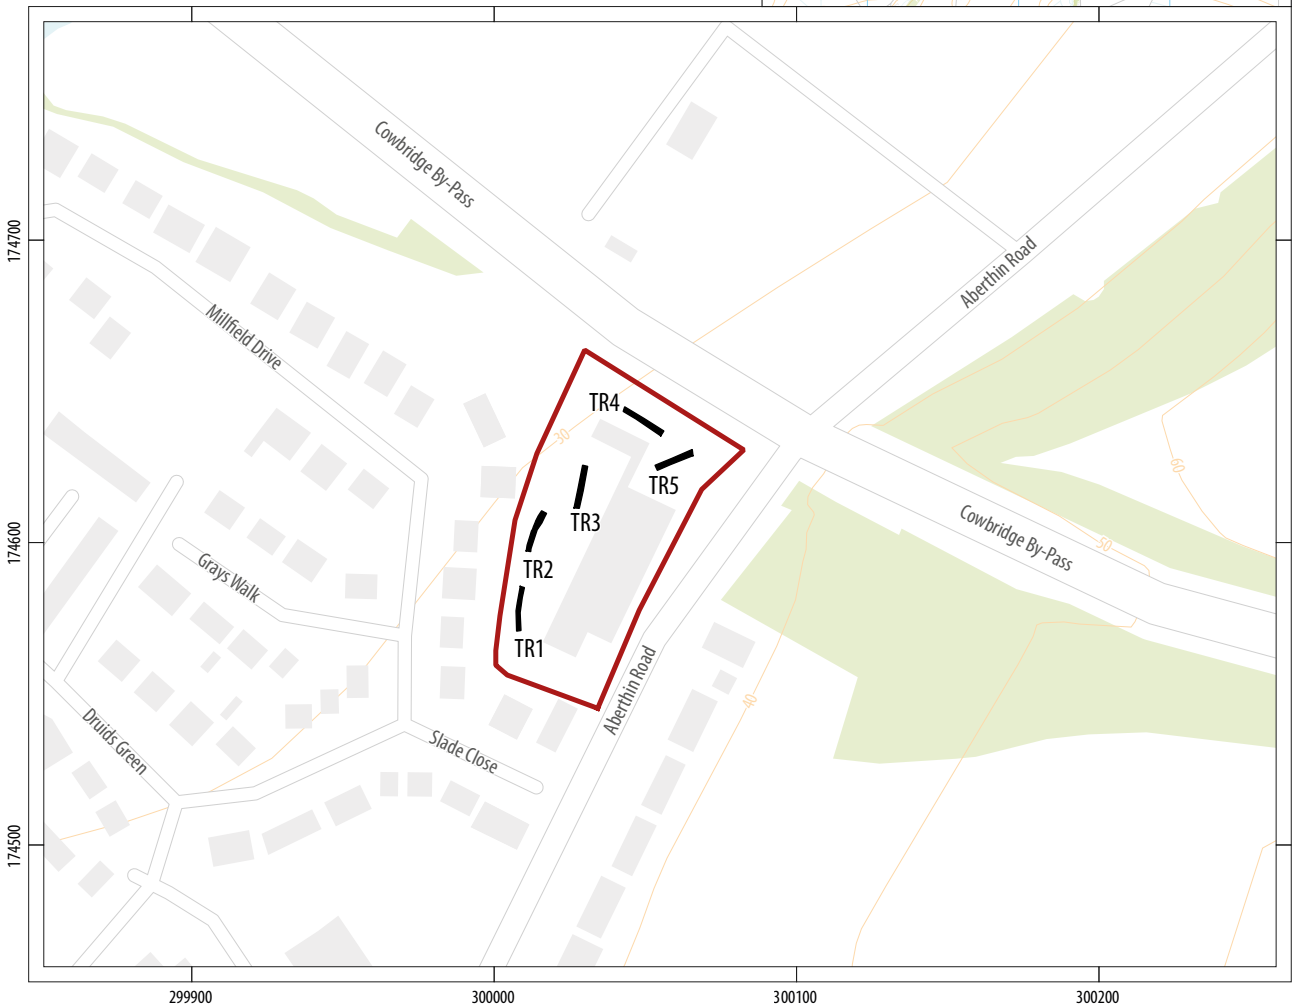 Cowbridge By-Pass
174700
Aberthin Road
Millfield Drive
TR4
30
TR5
60
TR3
174600
Cowbridge By-Pass
50
TR2
Grays Walk
TR1
Aberthin Road
40
Druids Green
Slade Close
174500
299900
300000
300100
300200